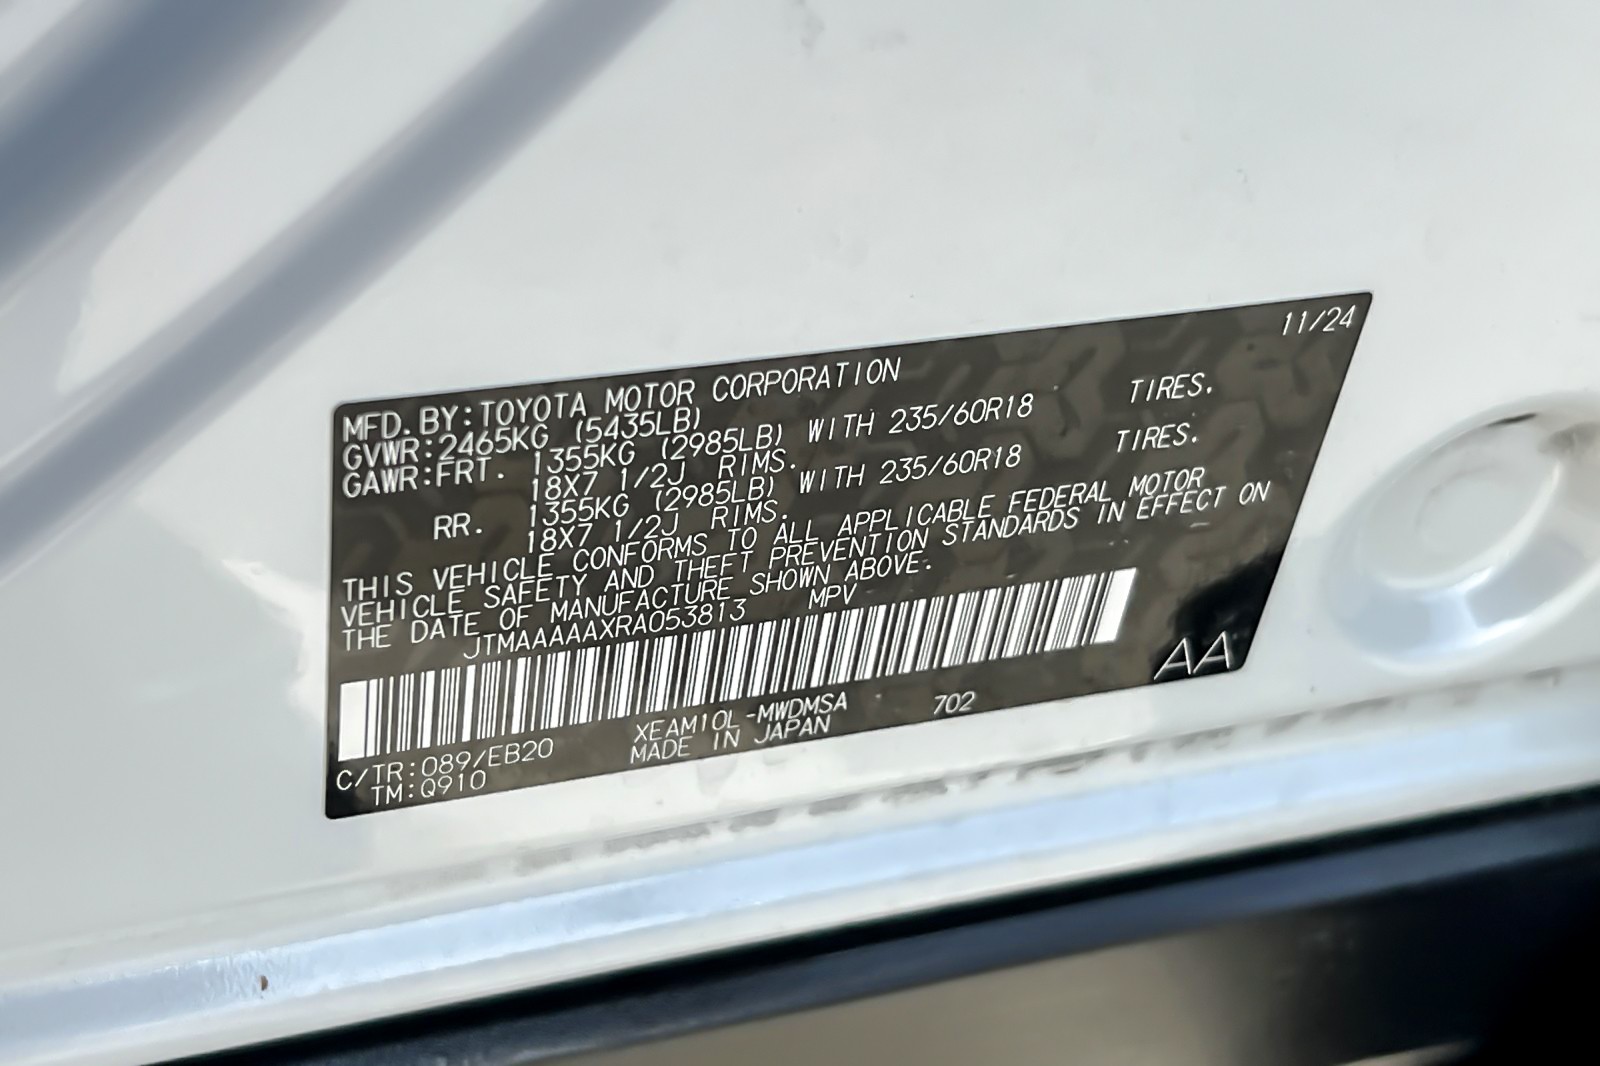 11/24
MFD. BY:TOYOTA MOTOR CORPORATION
GVWR:2465KG (5435LB)
GAWR:FRT. 1355KG (2985LB) WITH 235/60R18 TIRES.
18X7 1/2J RIMS.
RR. 1355KG (2985LB) WITH 235/60R18 TIRES.
18X7 1/2J RIMS.
THIS VEHICLE CONFORMS TO ALL APPLICABLE FEDERAL MOTOR
VEHICLE SAFETY AND THEFT PREVENTION STANDARDS IN EFFECT ON
THE DATE OF MANUFACTURE SHOWN ABOVE.
JTMAAAAAXRA053813 MPV
AA
C/TR:089/EB20 XEAM10L-MWDMSA 702
TM:Q910 MADE IN JAPAN